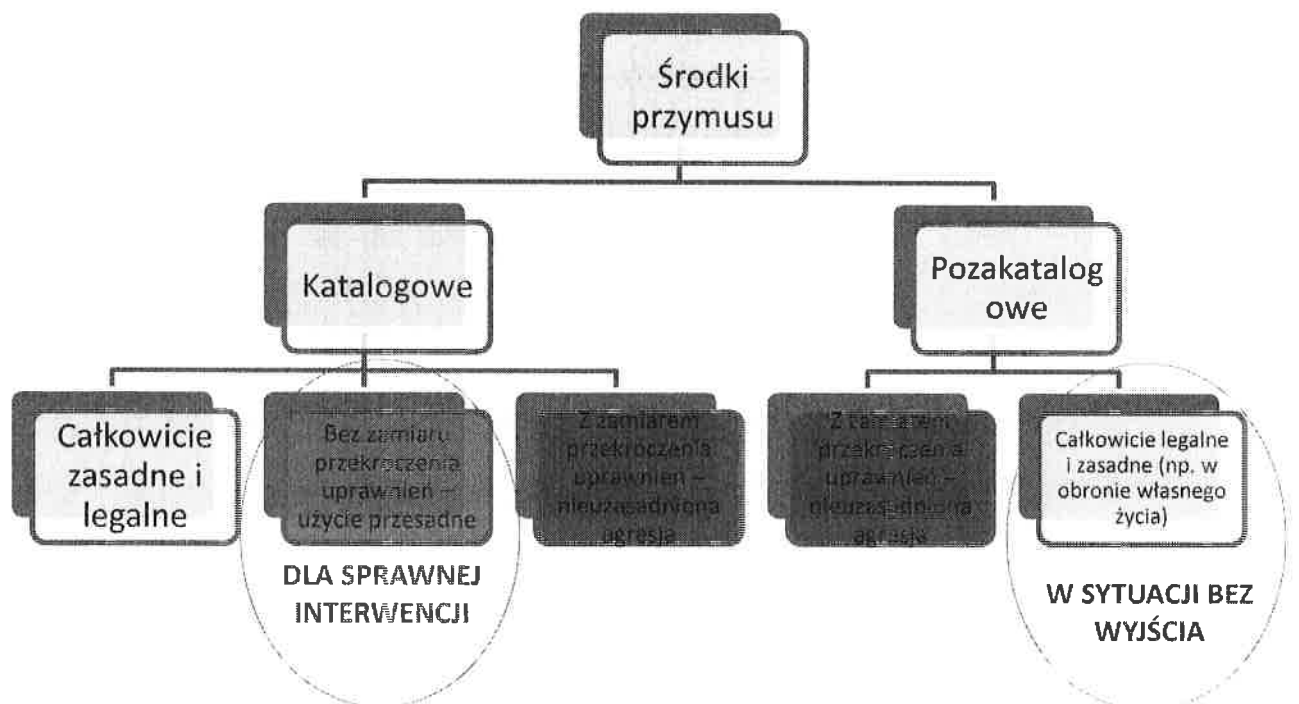 Środki
przymusu
Katalogowe
Pozakatalog
owe
Całkowicie
zasadne i
legalne
Bez zamiaru
przekroczenia
uprawnień –
użycie przesadne
Z zamiarem
przekroczenia
uprawnień –
nieuzasadniona
agresja
Z zamiarem
przekroczenia
uprawnień –
nieuzasadniona
agresja
Całkowicie legalne
i zasadne (np. w
obronie własnego
życia)
DLA SPRAWNEJ
INTERWENCJI
W SYTUACJI BEZ
WYJŚCIA